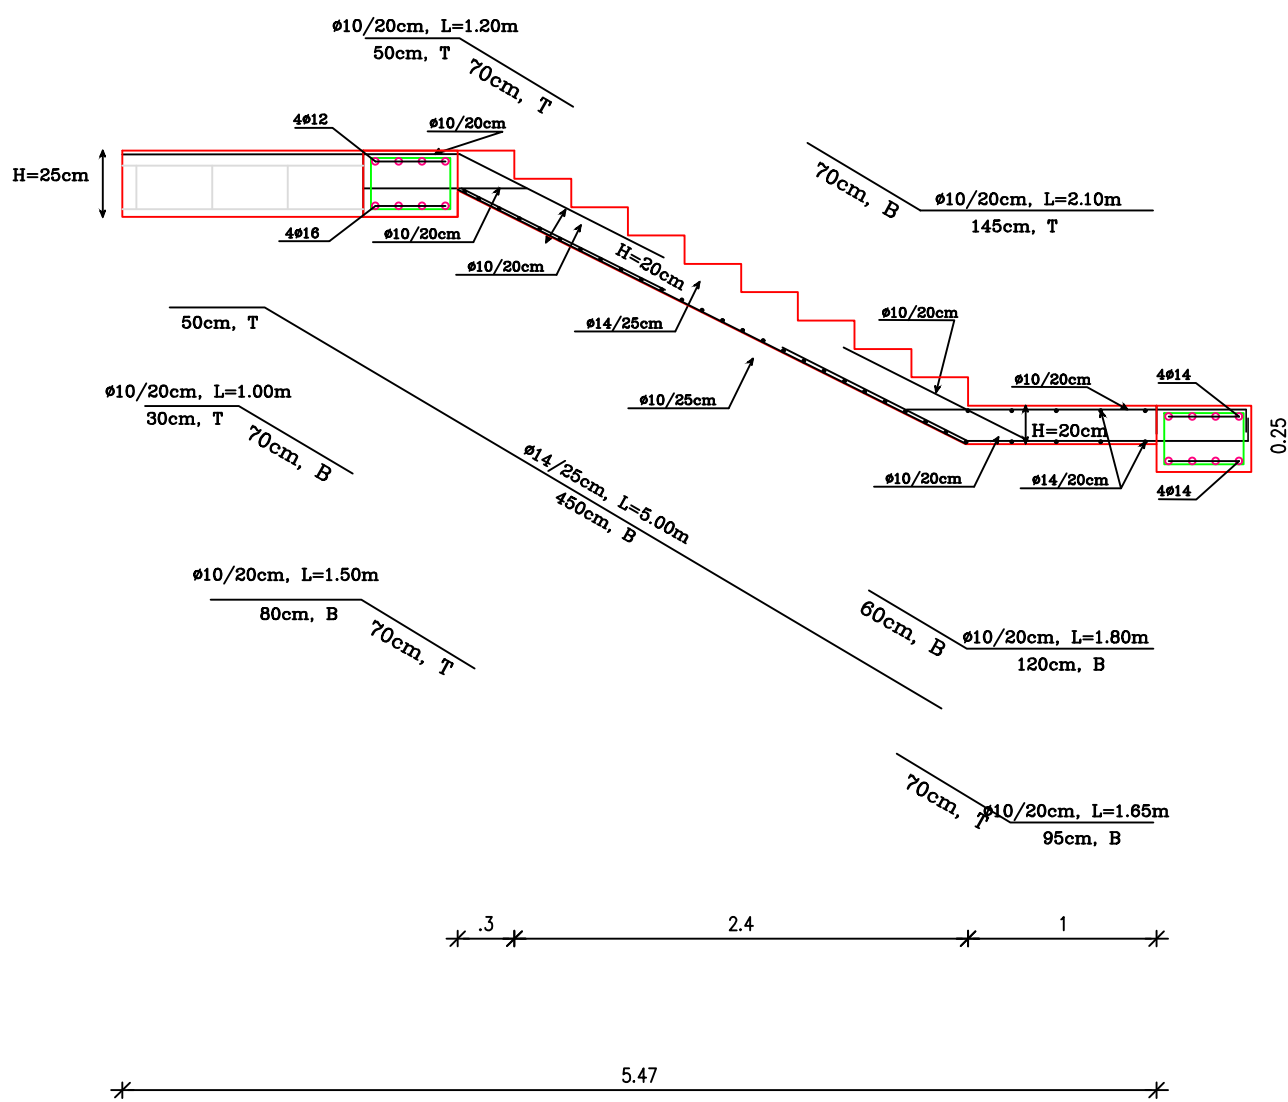 ø10/20cm, L=1.20m
50cm, T
70cm, T
4ø12
ø10/20cm
H=25cm
70cm, B
ø10/20cm, L=2.10m
145cm, T
4ø16
ø10/20cm
ø10/20cm
H=20cm
50cm, T
ø14/25cm
ø10/20cm
ø10/20cm
4ø14
ø10/20cm, L=1.00m
30cm, T
70cm, B
ø10/25cm
H=20cm
0.25
ø14/25cm, L=5.00m
450cm, B
ø10/20cm
ø14/20cm
4ø14
ø10/20cm, L=1.50m
80cm, B
70cm, T
60cm, B
ø10/20cm, L=1.80m
120cm, B
70cm, T
ø10/20cm, L=1.65m
95cm, B
.3
2.4
1
5.47